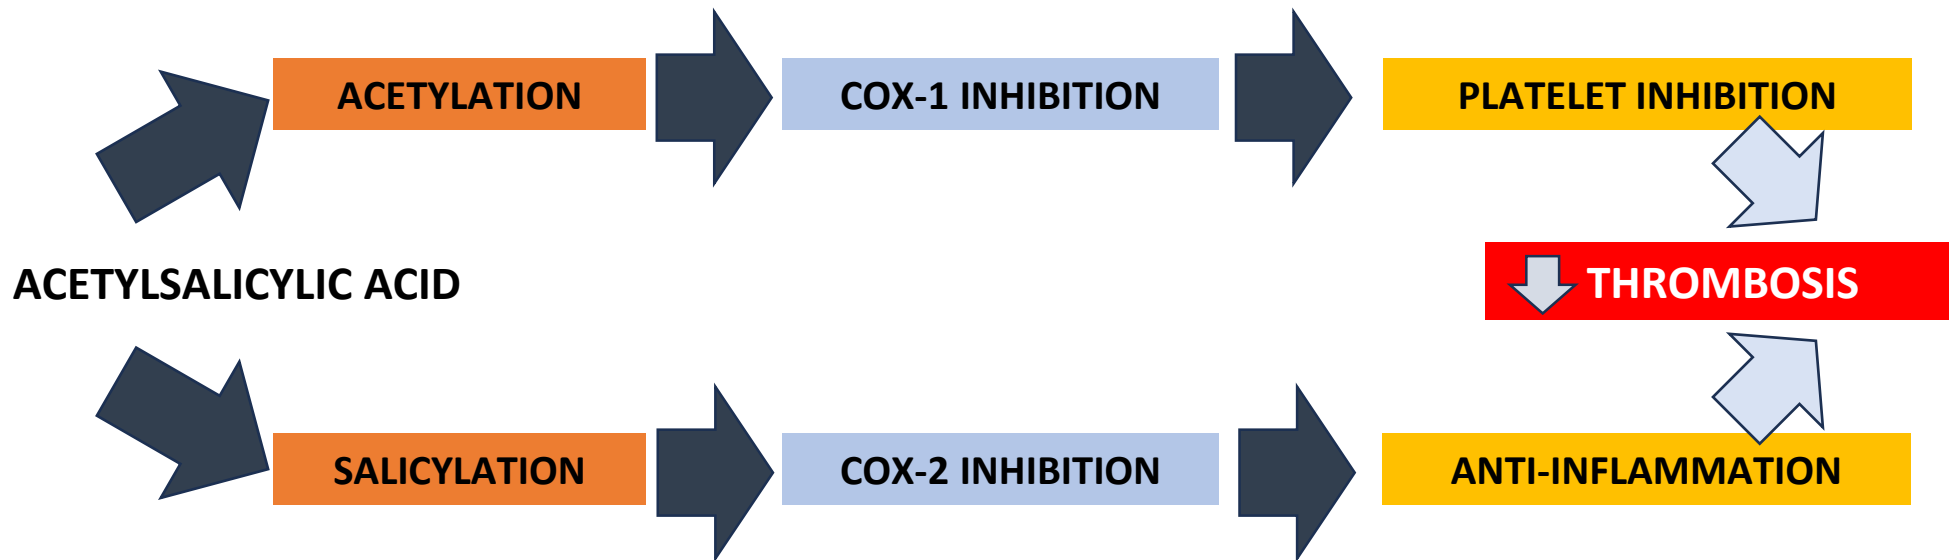 ACETYLATION
COX-1 INHIBITION
PLATELET INHIBITION
ACETYLSALICYLIC ACID
THROMBOSIS
SALICYLATION
COX-2 INHIBITION
ANTI-INFLAMMATION